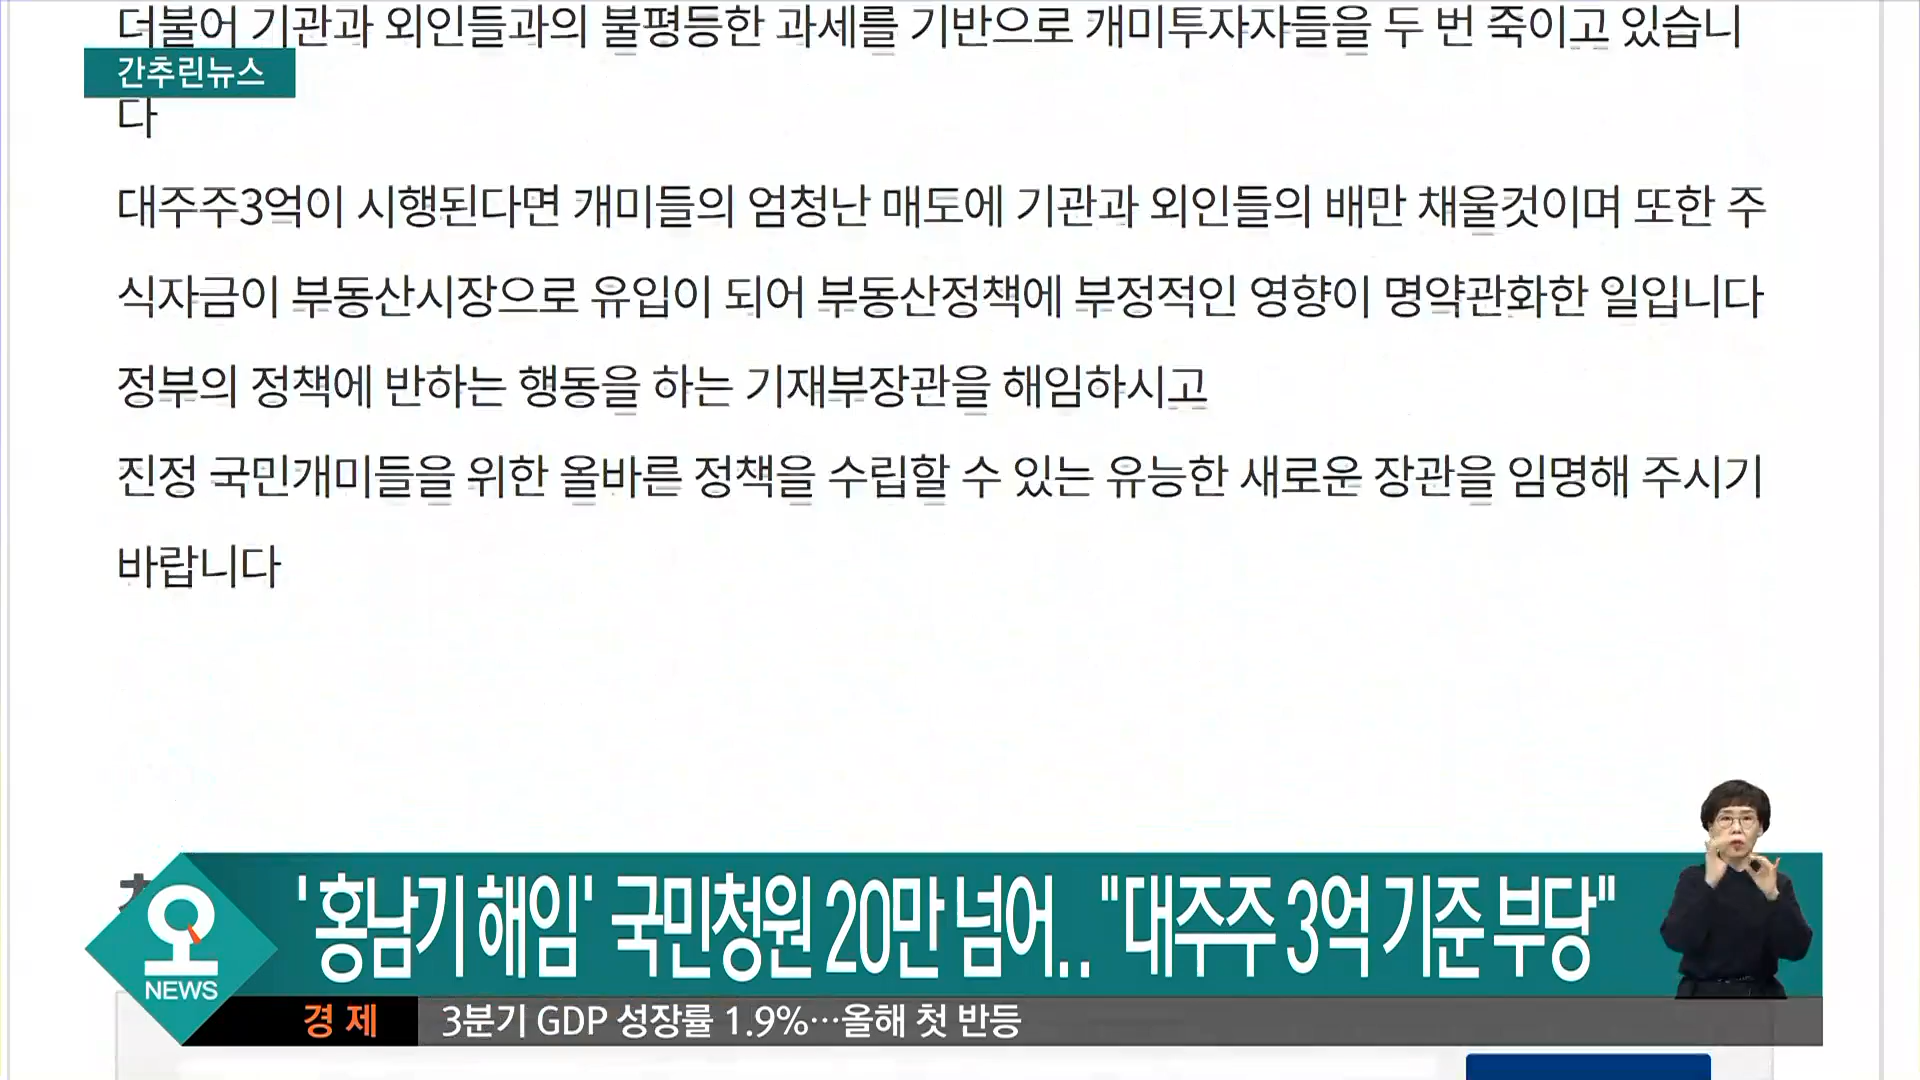 더불어 기관과 외인들과의 불평등한 과세를 기반으로 개미투자자들을 두 번 죽이고 있습니
간추린뉴스
다
대주주3억이 시행된다면 개미들의 엄청난 매도에 기관과 외인들의 배만 채울것이며 또한 주
식자금이 부동산시장으로 유입이 되어 부동산정책에 부정적인 영향이 명약관화한 일입니다
정부의 정책에 반하는 행동을 하는 기재부장관을 해임하시고
진정 국민개미들을 위한 올바른 정책을 수립할 수 있는 유능한 새로운 장관을 임명해 주시기
바랍니다
오
NEWS
'홍남기 해임' 국민청원 20만 넘어.. "대주주 3억 기준 부당"
경 제
3분기 GDP 성장률 1.9%…올해 첫 반등